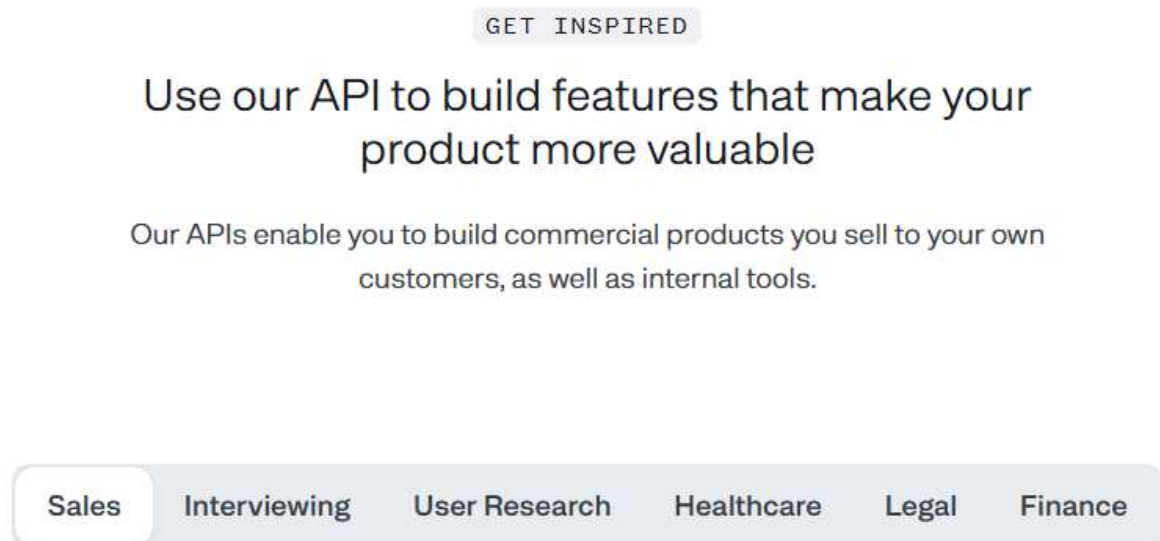 GET INSPIRED
Use our API to build features that make your
product more valuable
Our APIs enable you to build commercial products you sell to your own
customers, as well as internal tools.
Sales Interviewing User Research Healthcare Legal Finance